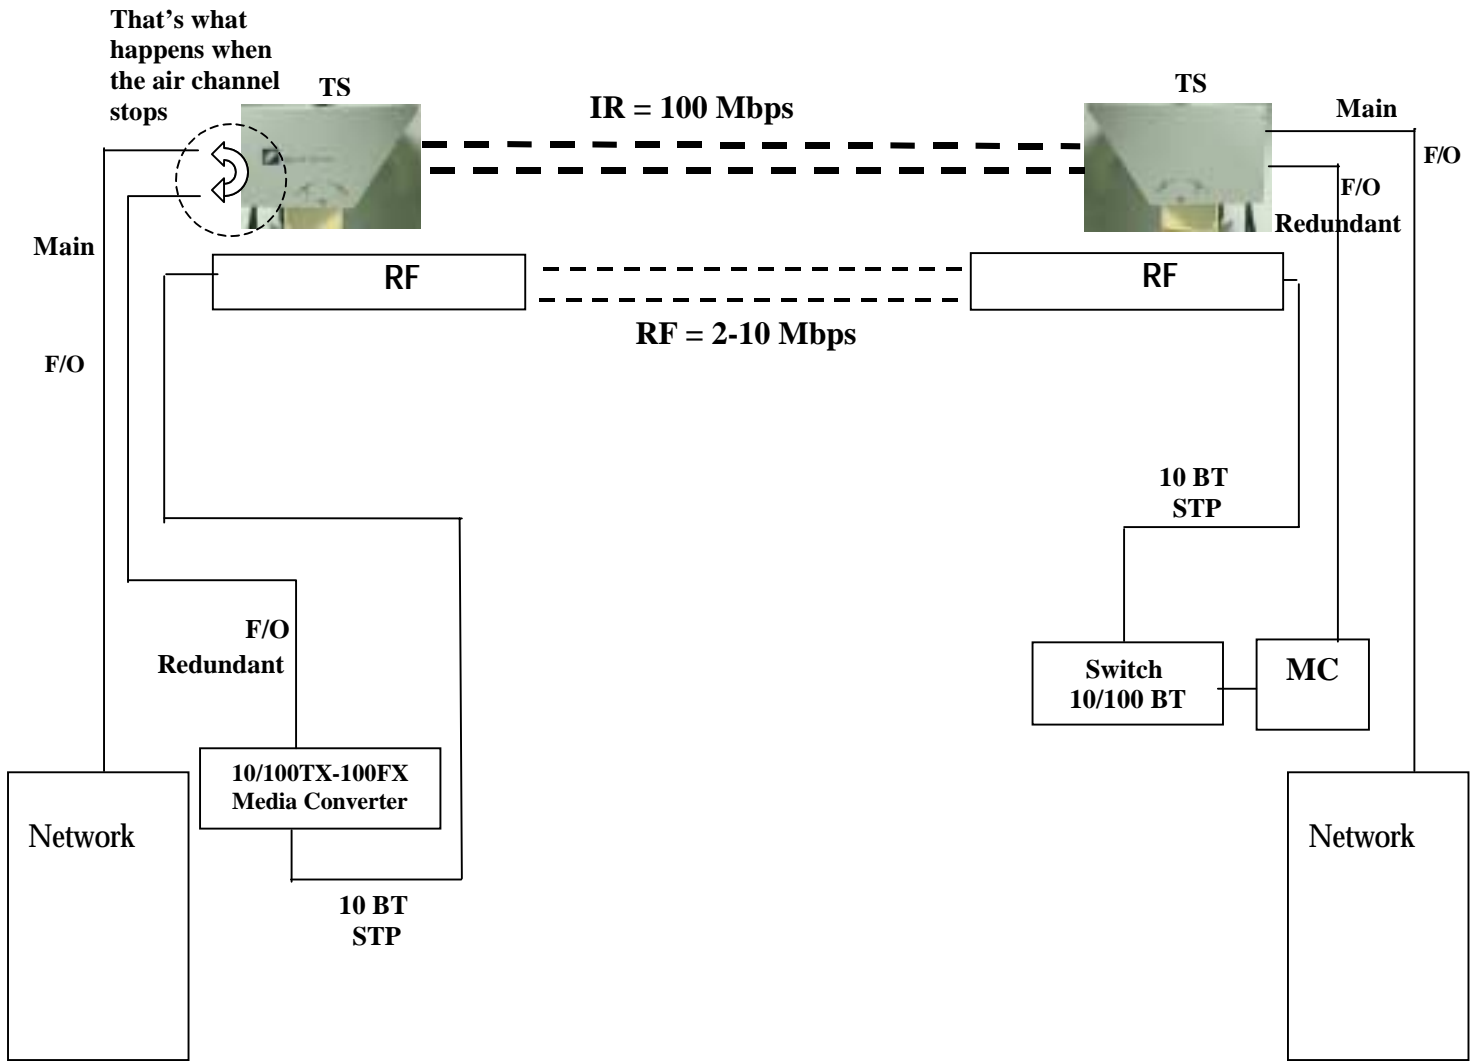 That's what
happens when
the air channel
stops
TS
IR = 100 Mbps
TS
Main
F/O
F/O
Redundant
Main
RF
RF
RF = 2-10 Mbps
F/O
10 BT
STP
F/O
Redundant
Switch
10/100 BT
MC
10/100TX-100FX
Media Converter
Network
Network
10 BT
STP